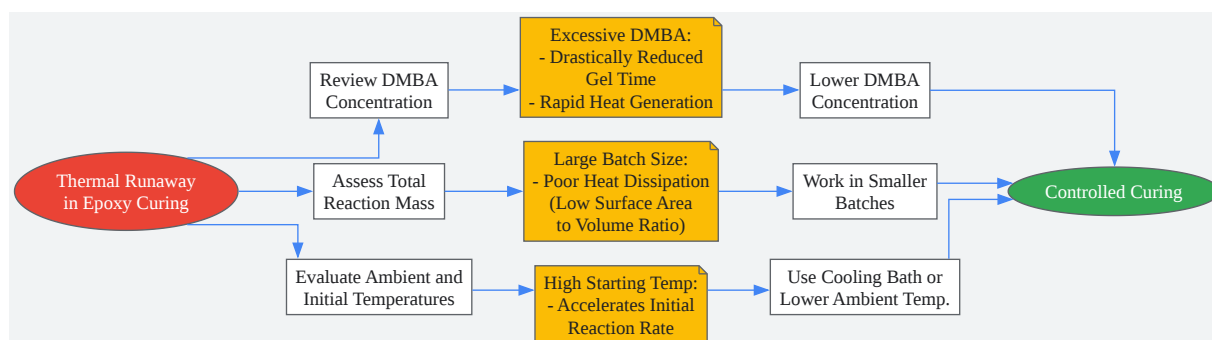 Thermal Runaway
in Epoxy Curing
Review DMBA
Concentration
Excessive DMBA:
- Drastically Reduced
Gel Time
- Rapid Heat Generation
Lower DMBA
Concentration
Assess Total
Reaction Mass
Large Batch Size:
- Poor Heat Dissipation
(Low Surface Area
to Volume Ratio)
Work in Smaller
Batches
Evaluate Ambient and
Initial Temperatures
High Starting Temp:
- Accelerates Initial
Reaction Rate
Use Cooling Bath or
Lower Ambient Temp.
Controlled Curing